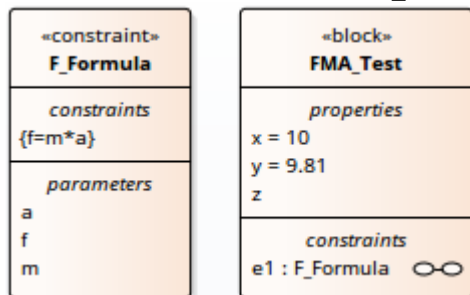 «constraint»
F_Formula
constraints
{f=m*a}
parameters
a
f
m
«block»
FMA_Test
properties
x = 10
y = 9.81
z
constraints
e1 : F_Formula